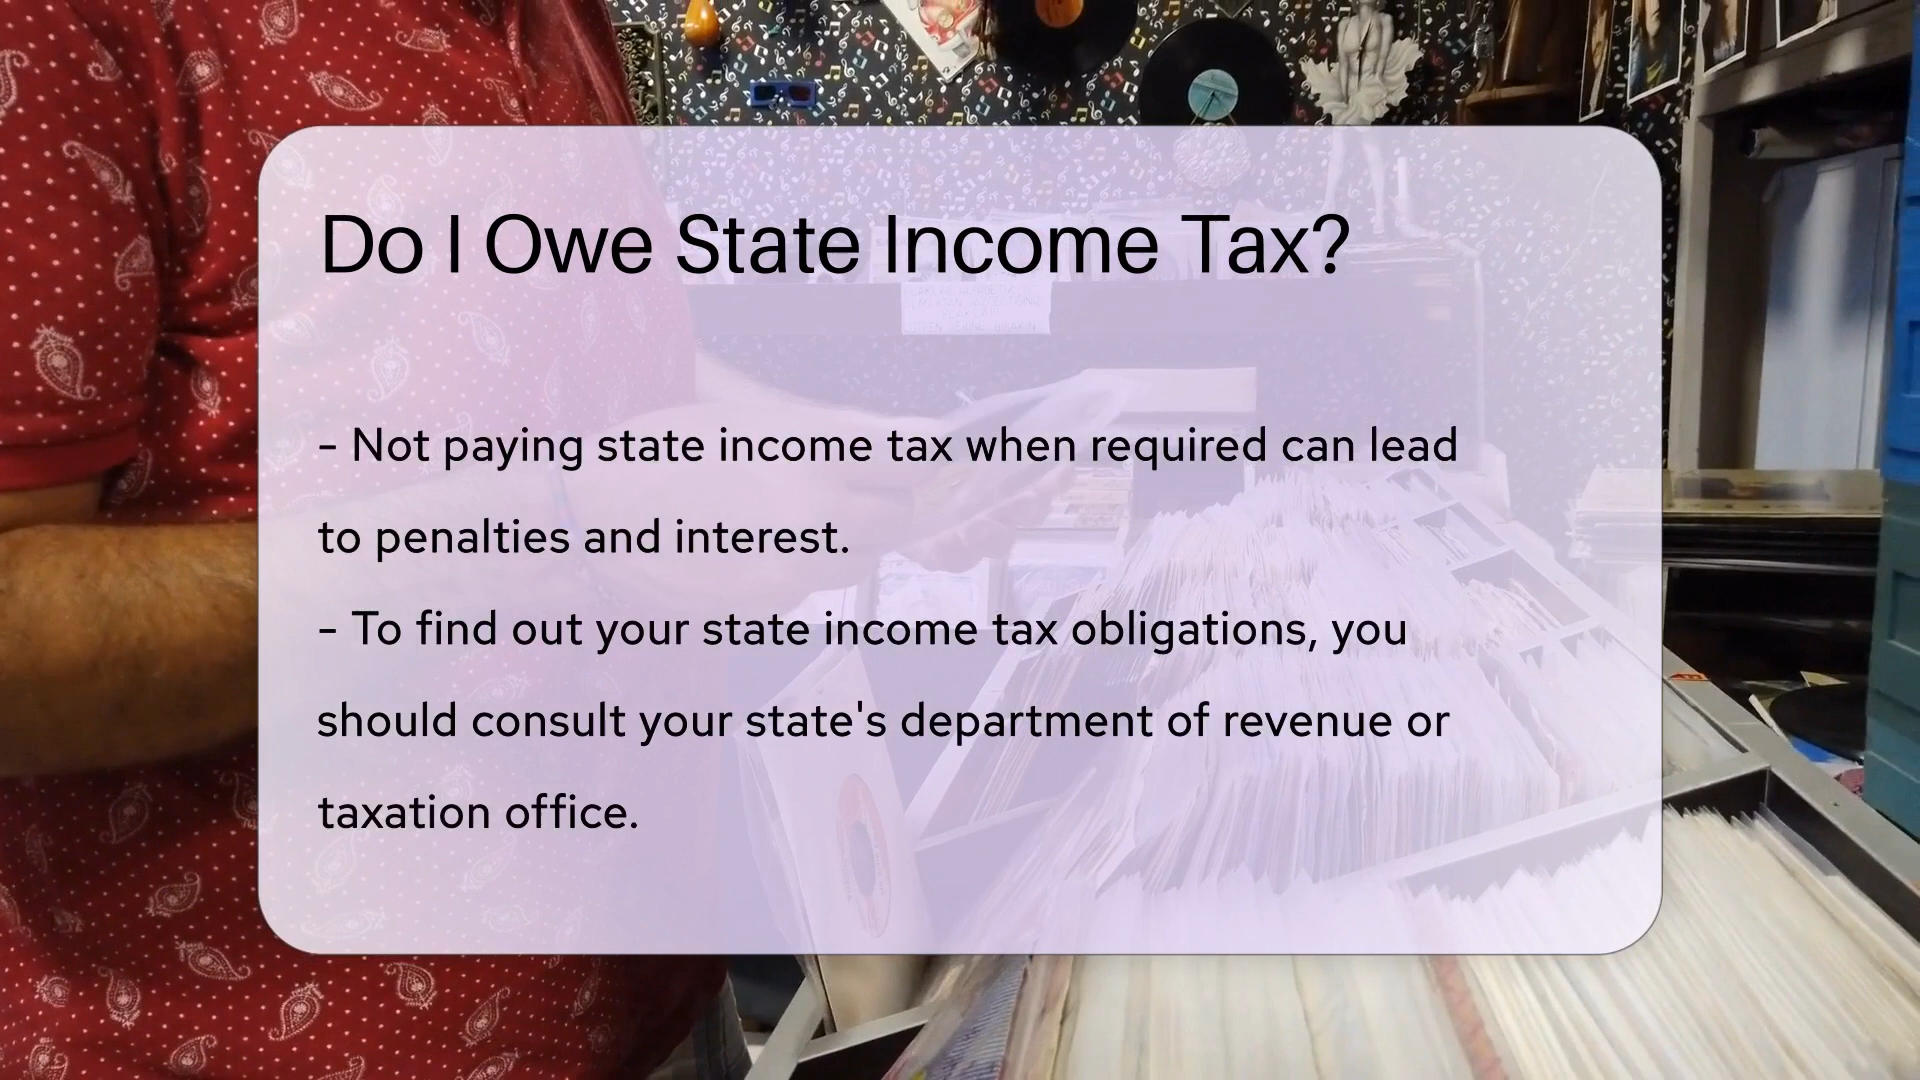 Do I Owe State Income Tax?
- Not paying state income tax when required can lead
to penalties and interest.
- To find out your state income tax obligations, you
should consult your state's department of revenue or
taxation office.